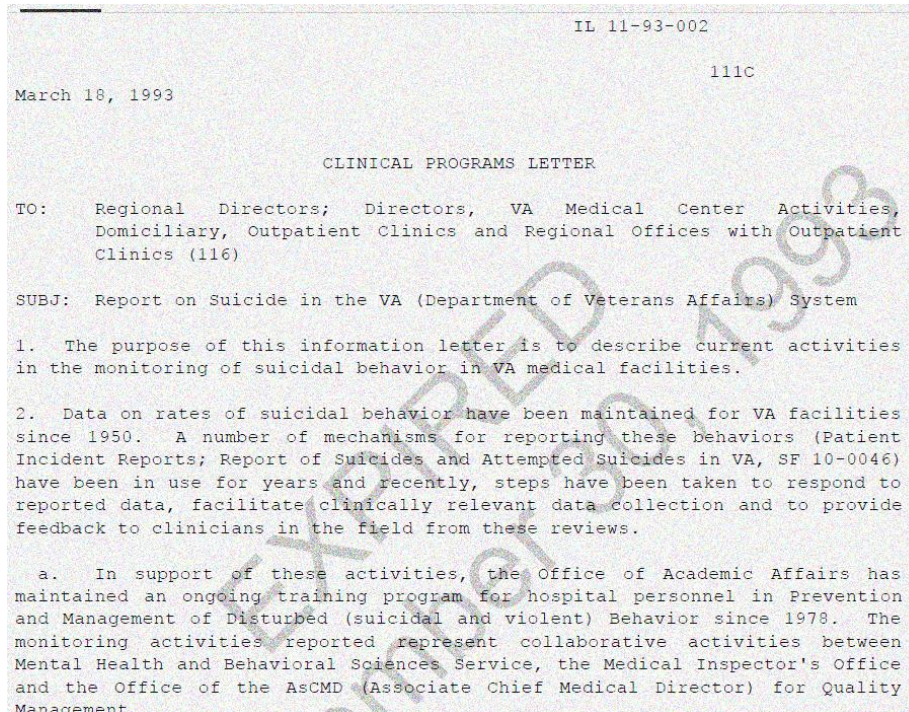 IL 11-93-002
111C
March 18, 1993
CLINICAL PROGRAMS LETTER
TO: Regional Directors; Directors, VA Medical Center Activities,
Domiciliary, Outpatient Clinics and Regional Offices with Outpatient
Clinics (116)
SUBJ: Report on Suicide in the VA (Department of Veterans Affairs) System
1. The purpose of this information letter is to describe current activities
in the monitoring of suicidal behavior in VA medical facilities.
2. Data on rates of suicidal behavior have been maintained for VA facilities
since 1950. A number of mechanisms for reporting these behaviors (Patient
Incident Reports; Report of Suicides and Attempted Suicides in VA, SF 10-0046)
have been in use for years and recently, steps have been taken to respond to
reported data, facilitate clinically relevant data collection and to provide
feedback to clinicians in the field from these reviews.
a. In support of these activities, the Office of Academic Affairs has
maintained an ongoing training program for hospital personnel in Prevention
and Management of Disturbed (suicidal and violent) Behavior since 1978. The
monitoring activities reported represent collaborative activities between
Mental Health and Behavioral Sciences Service, the Medical Inspector's Office
and the Office of the AsCMD (Associate Chief Medical Director) for Quality
Management
EXPIRED
30, 1993